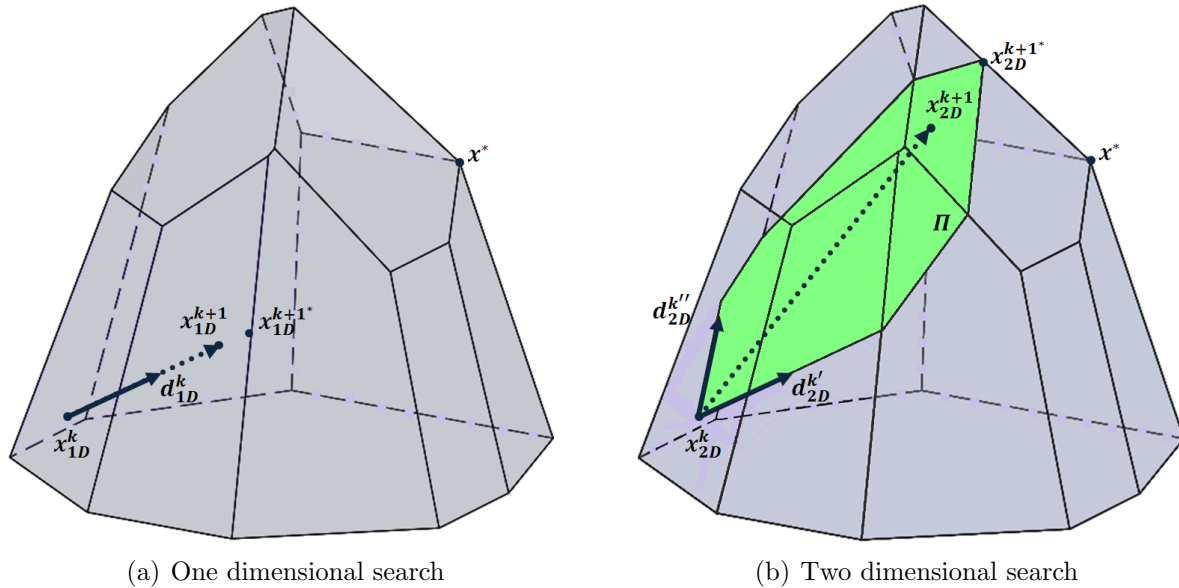 x*
x_{1D}^{k+1}
x_{1D}^{k+1*}
d_{1D}^{k}
x_{1D}^{k}
(a) One dimensional search
x_{2D}^{k+1*}
x_{2D}^{k+1}
x*
Π
d_{2D}^{k''}
d_{2D}^{k'}
x_{2D}^{k}
(b) Two dimensional search